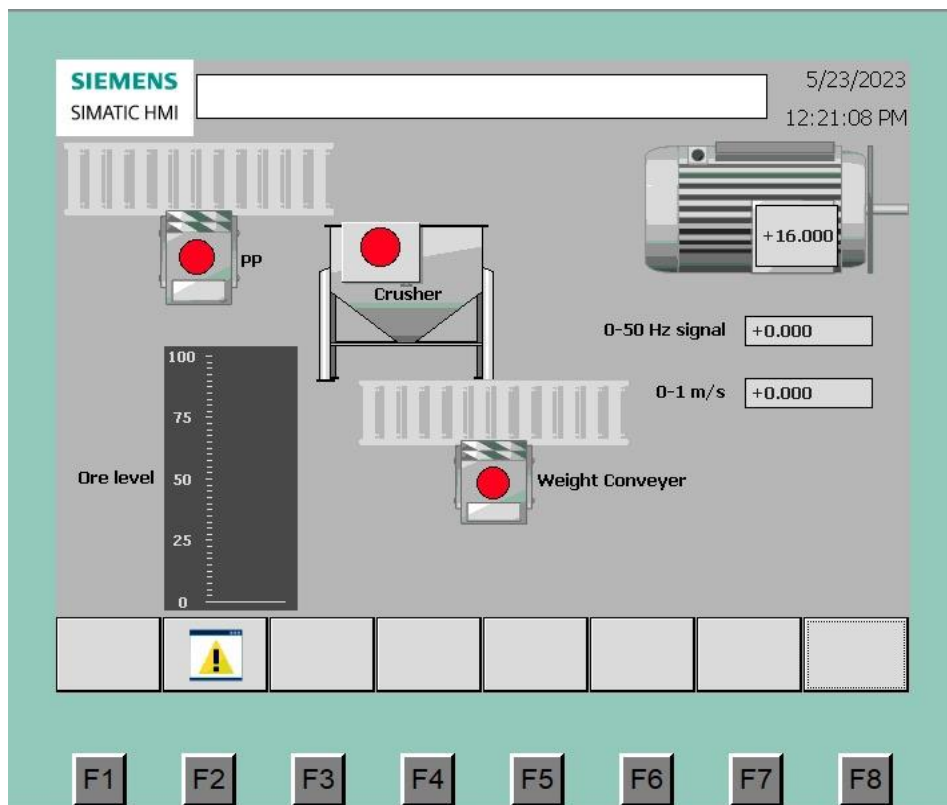 SIEMENS
SIMATIC HMI
5/23/2023
12:21:08 PM
+16.000
PP
Crusher
0-50 Hz signal
+0.000
0-1 m/s
+0.000
100
75
Ore level
50
25
0
Weight Conveyer
F1
F2
F3
F4
F5
F6
F7
F8